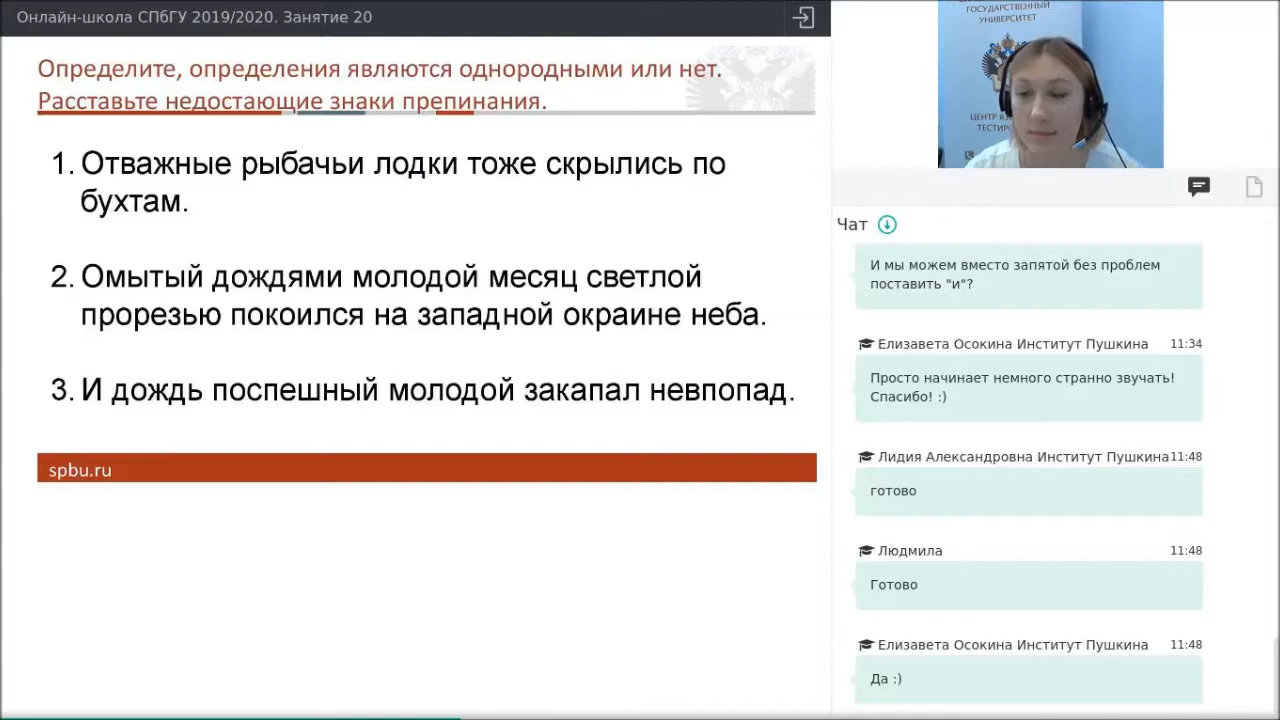 Онлайн-школа СПбГУ 2019/2020. Занятие 20
Определите, определения являются однородными или нет.
Расставьте недостающие знаки препинания.
1. Отважные рыбачьи лодки тоже скрылись по
бухтам.
2. Омытый дождями молодой месяц светлой
прорезью покоился на западной окраине неба.
3. И дождь поспешный молодой закапал невпопад.
spbu.ru
ГОСУДАРСТВЕННЫЙ
УНИВЕРСИТЕТ
Чат
И мы можем вместо запятой без проблем
поставить "и"?
Елизавета Осокина Институт Пушкина 11:34
Просто начинает немного странно звучать!
Спасибо! :)
Лидия Александровна Институт Пушкина 11:48
готово
Людмила 11:48
Готово
Елизавета Осокина Институт Пушкина 11:48
Да :)